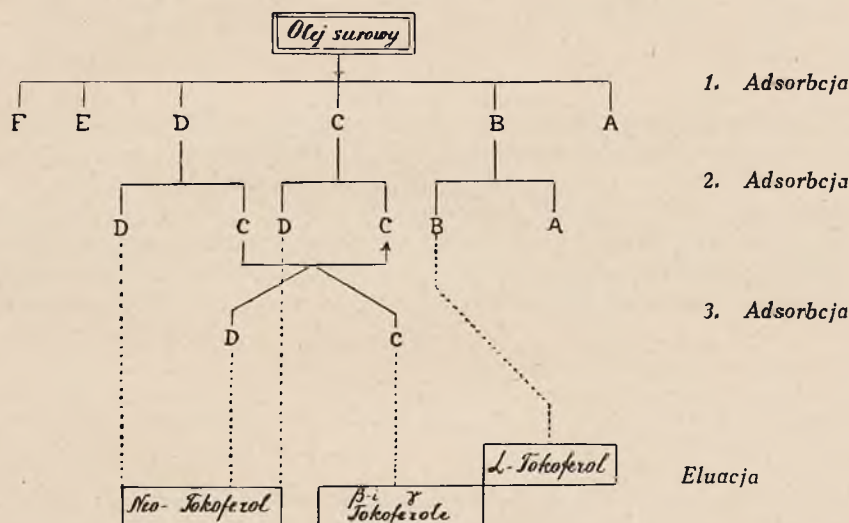 Olej surowy
1. Adsorbcja
F E D C B A
2. Adsorbcja
D C D C B A
3. Adsorbcja
D C
α-Tokoferol
Eluacja
Neo-Tokoferol
β-i γ
Tokoferole